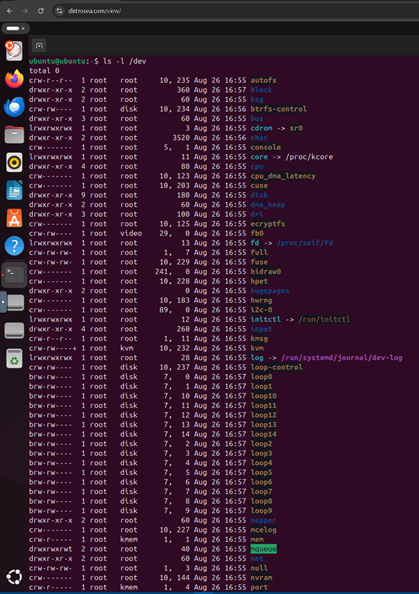 distrosea.com/view/
ubuntu@ubuntu:~$ ls -l /dev
total 0
crw-r--r-- 1 root root 10, 235 Aug 26 16:55 autofs
drwxr-xr-x 2 root root 360 Aug 26 16:57 block
drwxr-xr-x 2 root root 60 Aug 26 16:55 bsg
crw-rw---- 1 root disk 10, 234 Aug 26 16:56 btrfs-control
drwxr-xr-x 3 root root 60 Aug 26 16:55 bus
lrwxrwxrwx 1 root root 3 Aug 26 16:55 cdrom -> sr0
drwxr-xr-x 2 root root 3520 Aug 26 16:55 char
crw------- 1 root root 5, 1 Aug 26 16:55 console
lrwxrwxrwx 1 root root 11 Aug 26 16:55 core -> /proc/kcore
drwxr-xr-x 4 root root 80 Aug 26 16:55 cpu
crw------- 1 root root 10, 123 Aug 26 16:55 cpu_dma_latency
crw------- 1 root root 10, 203 Aug 26 16:55 cuse
drwxr-xr-x 9 root root 180 Aug 26 16:55 disk
drwxr-xr-x 2 root root 60 Aug 26 16:55 dma_heap
drwxr-xr-x 3 root root 100 Aug 26 16:55 dri
crw------- 1 root root 10, 125 Aug 26 16:55 ecryptfs
crw-rw---- 1 root video 29, 0 Aug 26 16:55 fb0
lrwxrwxrwx 1 root root 13 Aug 26 16:55 fd -> /proc/self/fd
crw-rw-rw- 1 root root 1, 7 Aug 26 16:55 full
crw-rw-rw- 1 root root 10, 229 Aug 26 16:55 fuse
crw------- 1 root root 241, 0 Aug 26 16:55 hidraw0
crw------- 1 root root 10, 228 Aug 26 16:55 hpet
drwxr-xr-x 2 root root 0 Aug 26 16:55 hugepages
crw------- 1 root root 10, 183 Aug 26 16:55 hwrng
crw------- 1 root root 89, 0 Aug 26 16:55 i2c-0
lrwxrwxrwx 1 root root 12 Aug 26 16:55 initctl -> /run/initctl
drwxr-xr-x 4 root root 260 Aug 26 16:55 input
crw-r--r-- 1 root root 1, 11 Aug 26 16:55 kmsg
crw-rw----+ 1 root kvm 10, 232 Aug 26 16:55 kvm
lrwxrwxrwx 1 root root 28 Aug 26 16:55 log -> /run/systemd/journal/dev-log
crw-rw---- 1 root disk 10, 237 Aug 26 16:55 loop-control
brw-rw---- 1 root disk 7, 0 Aug 26 16:57 loop0
brw-rw---- 1 root disk 7, 1 Aug 26 16:57 loop1
brw-rw---- 1 root disk 7, 10 Aug 26 16:57 loop10
brw-rw---- 1 root disk 7, 11 Aug 26 16:57 loop11
brw-rw---- 1 root disk 7, 12 Aug 26 16:57 loop12
brw-rw---- 1 root disk 7, 13 Aug 26 16:57 loop13
brw-rw---- 1 root disk 7, 14 Aug 26 16:57 loop14
brw-rw---- 1 root disk 7, 2 Aug 26 16:57 loop2
brw-rw---- 1 root disk 7, 3 Aug 26 16:57 loop3
brw-rw---- 1 root disk 7, 4 Aug 26 16:57 loop4
brw-rw---- 1 root disk 7, 5 Aug 26 16:57 loop5
brw-rw---- 1 root disk 7, 6 Aug 26 16:57 loop6
brw-rw---- 1 root disk 7, 7 Aug 26 16:57 loop7
brw-rw---- 1 root disk 7, 8 Aug 26 16:57 loop8
brw-rw---- 1 root disk 7, 9 Aug 26 16:57 loop9
drwxr-xr-x 2 root root 60 Aug 26 16:55 mapper
crw------- 1 root root 10, 227 Aug 26 16:55 mcelog
crw-r----- 1 root kmem 1, 1 Aug 26 16:55 mem
drwxrwxrwt 2 root root 40 Aug 26 16:55 mqueue
drwxr-xr-x 2 root root 60 Aug 26 16:55 net
crw-rw-rw- 1 root root 1, 3 Aug 26 16:55 null
crw------- 1 root root 10, 144 Aug 26 16:55 nvram
crw-r----- 1 root kmem 1, 4 Aug 26 16:55 port